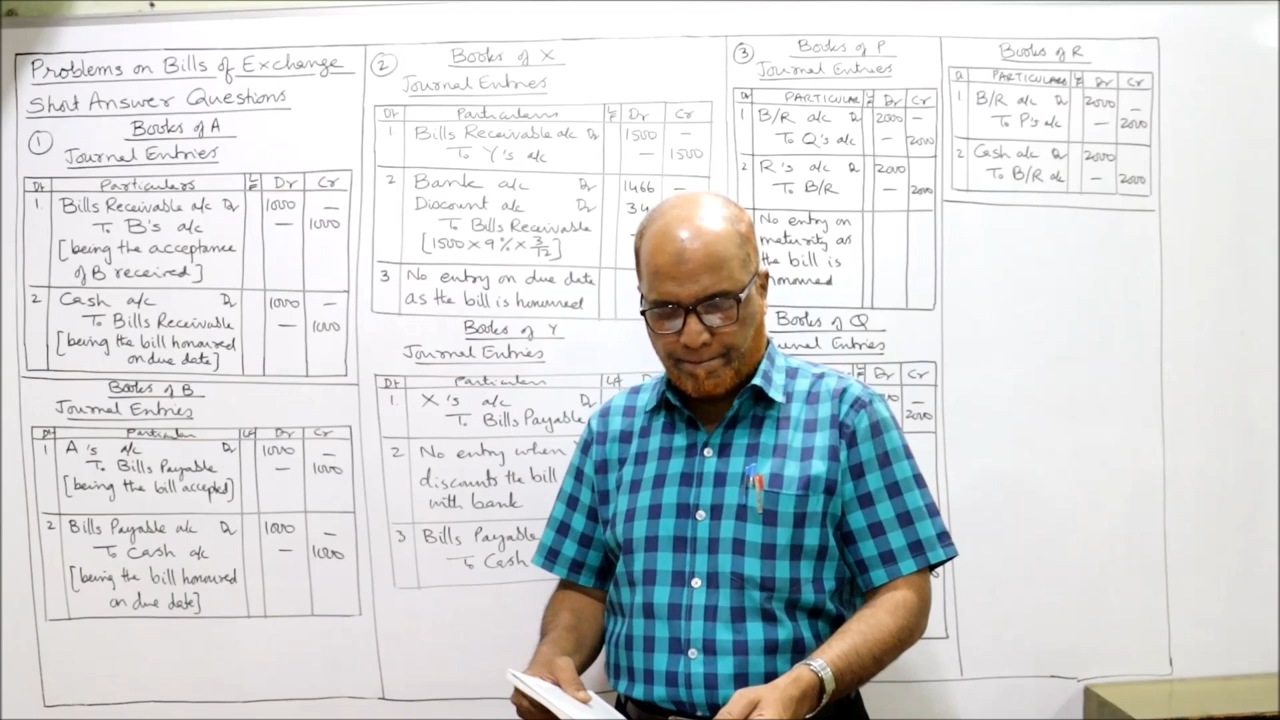 Problems on Bills of Exchange
Short Answer Questions
①
Books of A
Journal Entries
Dt Particulars LF Dr Cr
1 Bills Receivable a/c Dr 1000 —
To B's a/c — 1000
[being the acceptance
of B received]
2 Cash a/c Dr 1000 —
To Bills Receivable — 1000
[being the bill honoured
on due date]
Books of B
Journal Entries
Dt Particular LF Dr Cr
1 A's a/c Dr 1000 —
To Bills Payable — 1000
[being the bill accepted]
2 Bills Payable a/c Dr 1000 —
To Cash a/c — 1000
[being the bill honoured
on due date]
②
Books of X
Journal Entries
Dt Particulars LF Dr Cr
1 Bills Receivable a/c Dr 1500 —
To Y's a/c — 1500
2 Bank a/c Dr 1466 —
Discount a/c Dr 34
To Bills Receivable
[1500 × 9% × 3/12]
3 No entry on due date
as the bill is honoured
Books of Y
Journal Entries
Dt Particulars LF
1. X's a/c Dr
To Bills Payable
2 No entry when
discounts the bill
with bank
3 Bills Payable
To Cash
③
Books of P
Journal Entries
PARTICULAR LF Dr Cr
1 B/R a/c Dr 2000 —
To Q's a/c — 2000
2 R's a/c Dr 2000
To B/R — 2000
No entry on
maturity as
the bill is
honoured
Books of Q
Entries
Dr Cr
—
2000
Books of R
PARTICULARS LF Dr Cr
1 B/R a/c Dr 2000 —
To P's a/c — 2000
2 Cash a/c Dr 2000
To B/R a/c — 2000